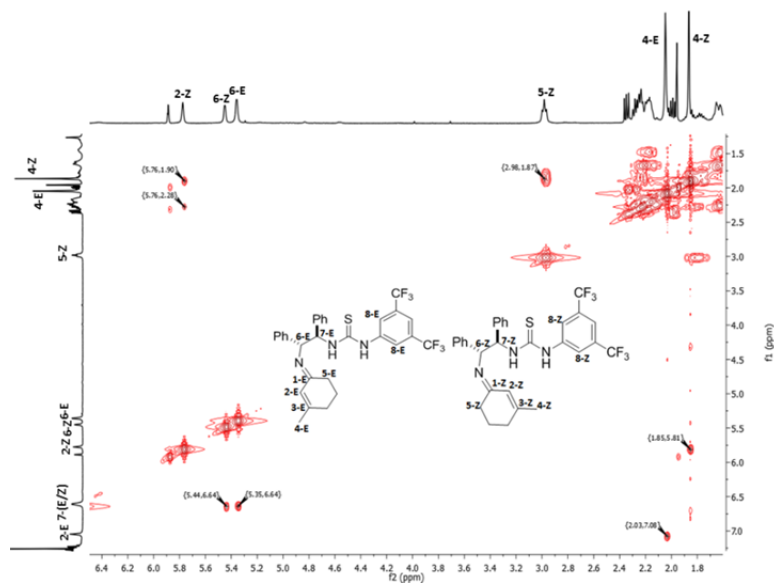 4-E
4-Z
2-Z
6-Z
6-E
5-Z
4-Z
4-E
5-Z
6-E
6-Z
2-Z
7-(E/Z)
2-E
{5.76,1.90}
{5.76,2.28}
{2.98,1.87}
{1.85,5.81}
{5.44,6.64}
{5.35,6.64}
{2.03,7.08}
CF3
8-E
Ph
S
Ph
6-E
7-E
NH
NH
8-E
CF3
N
1-E
5-E
2-E
3-E
4-E
CF3
8-Z
Ph
S
Ph
6-Z
7-Z
NH
NH
8-Z
CF3
N
1-Z
2-Z
5-Z
3-Z
4-Z
1.5
2.0
2.5
3.0
3.5
4.0
4.5
5.0
5.5
6.0
6.5
7.0
f1 (ppm)
6.4 6.2 6.0 5.8 5.6 5.4 5.2 5.0 4.8 4.6 4.4 4.2 4.0 3.8 3.6 3.4 3.2 3.0 2.8 2.6 2.4 2.2 2.0 1.8
f2 (ppm)